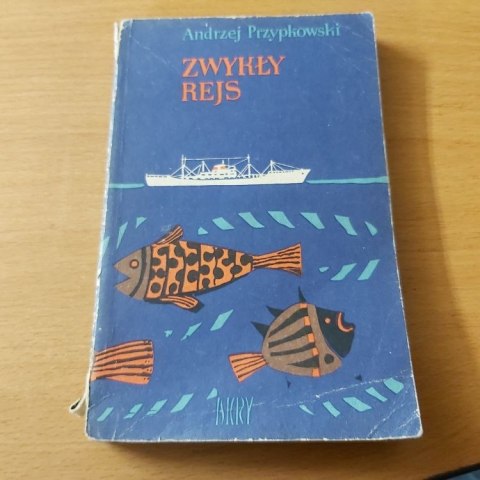 Andrzej Przypkowski
ZWYKŁY
REJS
ISKRY